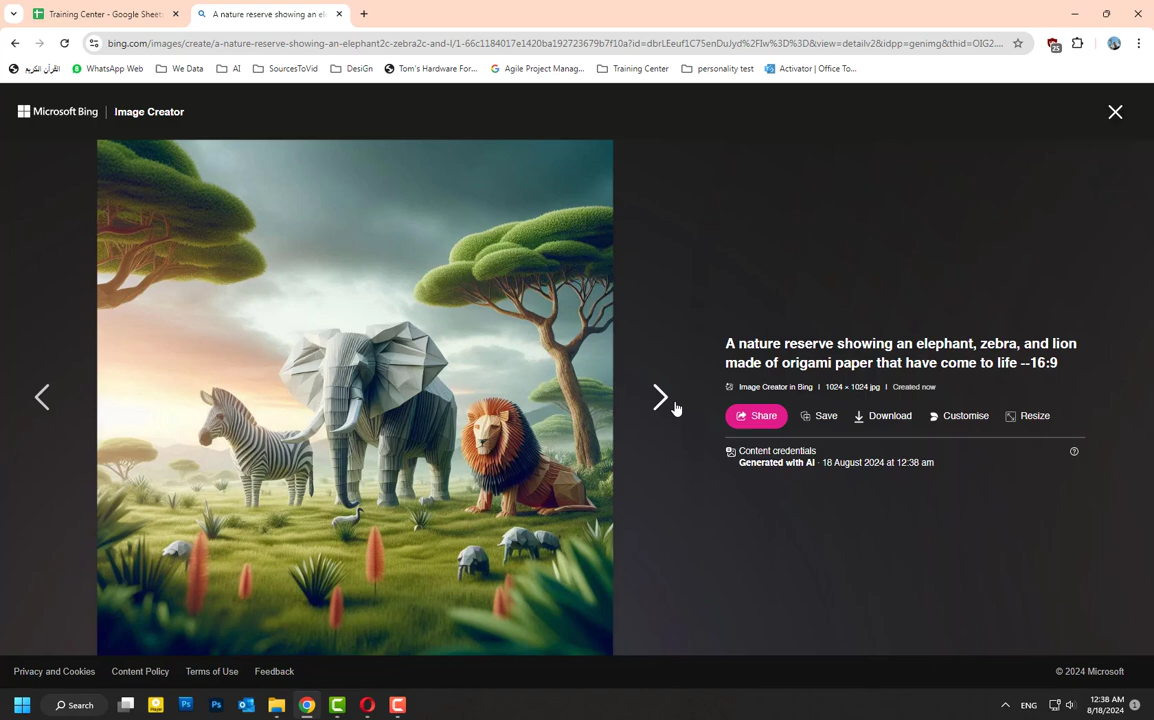 Training Center - Google Sheets
A nature reserve showing an el
bing.com/images/create/a-nature-reserve-showing-an-elephant2c-zebra2c-and-l/1-66c1184017e1420ba192723679b7f10a?id=dbrLEeuf1C75enDuJyd%2FIw%3D%3D&view=detailv2&idpp=genimg&thid=OIG2....
25
القرآن الكريم WhatsApp Web We Data AI SourcesToVid DesiGn Tom's Hardware For... Agile Project Manag... Training Center personality test Activator | Office To...
Microsoft Bing | Image Creator
A nature reserve showing an elephant, zebra, and lion
made of origami paper that have come to life --16:9
Image Creator in Bing | 1024 × 1024 jpg | Created now
Share Save Download Customise Resize
Content credentials
Generated with AI · 18 August 2024 at 12:38 am
Privacy and Cookies Content Policy Terms of Use Feedback © 2024 Microsoft
Search Ps Ps ENG 12:38 AM
8/18/2024 1